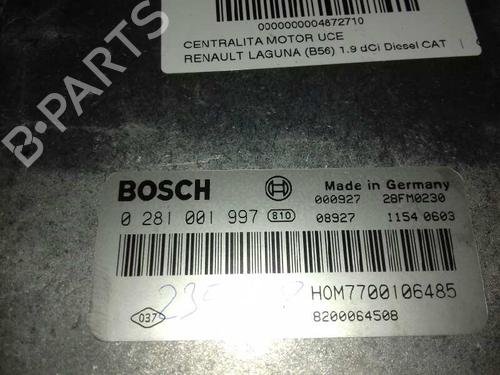 0000000004872710
CENTRALITA MOTOR UCE
RENAULT LAGUNA (B56) 1.9 dCi Diesel CAT
B-PARTS
BOSCH
Made in Germany
000927 28FM0230
0 281 001 997 810 08927 1154 0603
HOM7700106485
037
8200064508